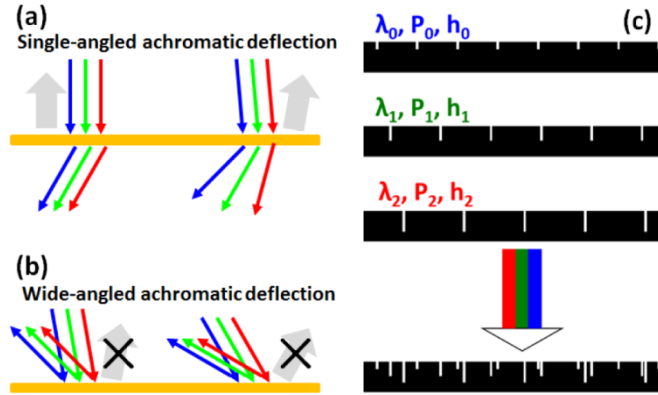 (a)
Single-angled achromatic deflection
(b)
Wide-angled achromatic deflection
(c)
λ₀, P₀, h₀
λ₁, P₁, h₁
λ₂, P₂, h₂